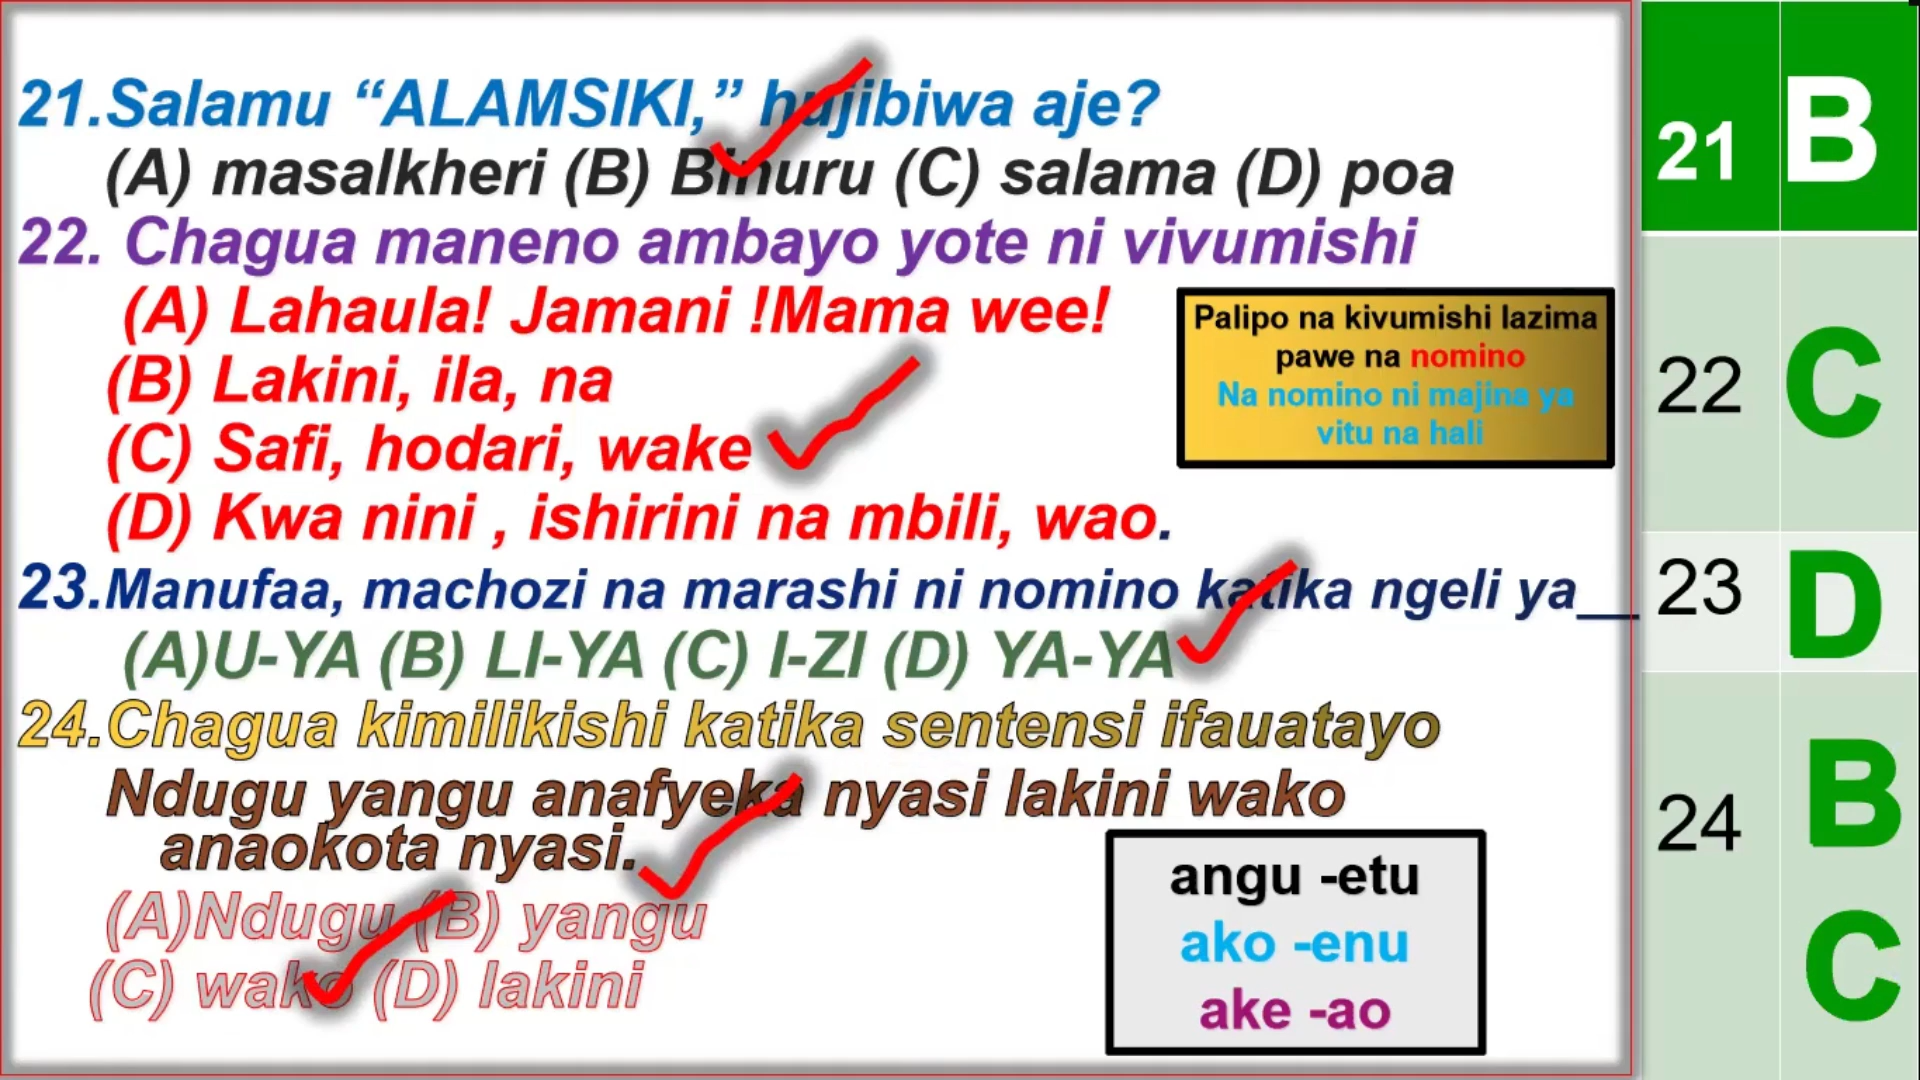 21.Salamu “ALAMSIKI,” hujibiwa aje?
(A) masalkheri (B) Binuru (C) salama (D) poa
22. Chagua maneno ambayo yote ni vivumishi
(A) Lahaula! Jamani !Mama wee!
(B) Lakini, ila, na
(C) Safi, hodari, wake
(D) Kwa nini , ishirini na mbili, wao.
Palipo na kivumishi lazima
pawe na nomino
Na nomino ni majina ya
vitu na hali
23.Manufaa, machozi na marashi ni nomino katika ngeli ya__
(A)U-YA (B) LI-YA (C) I-ZI (D) YA-YA
24.Chagua kimilikishi katika sentensi ifauatayo
Ndugu yangu anafyeka nyasi lakini wako
anaokota nyasi.
(A)Ndugu (B) yangu
(C) wako (D) lakini
angu -etu
ako -enu
ake -ao
21 B
22 C
23 D
24 B
C